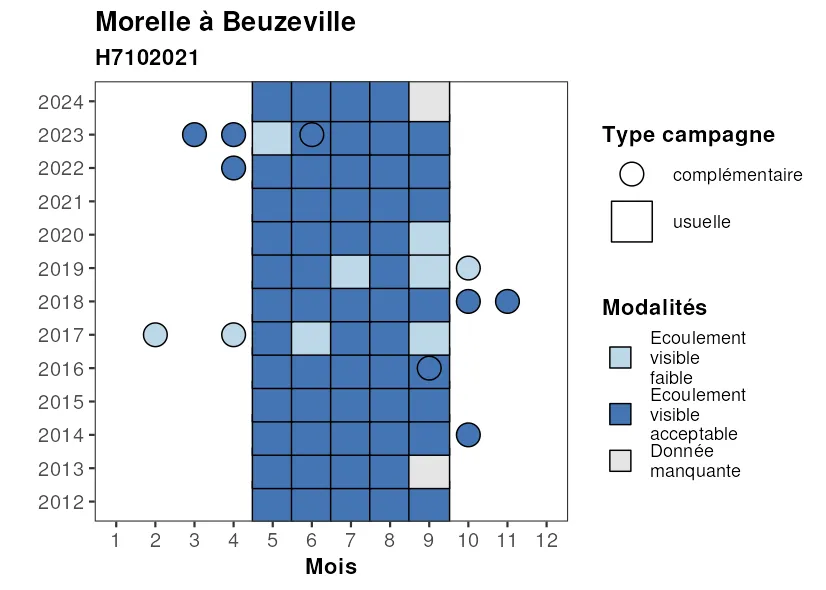 Morelle à Beuzeville
H7102021
2024
2023
2022
2021
2020
2019
2018
2017
2016
2015
2014
2013
2012
1 2 3 4 5 6 7 8 9 10 11 12
Mois
Type campagne
complémentaire
usuelle
Modalités
Ecoulement
visible
faible
Ecoulement
visible
acceptable
Donnée
manquante